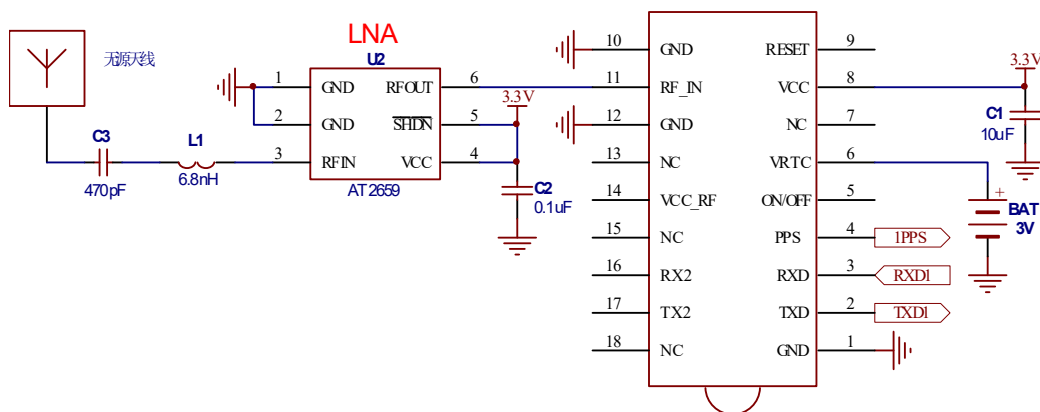 无源天线
C3
470pF
L1
6.8nH
LNA
U2
1
GND
2
GND
3
RFIN
RFOUT
6
SHDN
5
VCC
4
AT2659
3.3V
C2
0.1uF
10
GND
11
RF_IN
12
GND
13
NC
14
VCC_RF
15
NC
16
RX2
17
TX2
18
NC
RESET
9
VCC
8
NC
7
VRTC
6
ON/OFF
5
PPS
4
1PPS
RXD
3
RXD1
TXD
2
TXD1
GND
1
3.3V
C1
10uF
+
BAT
3V